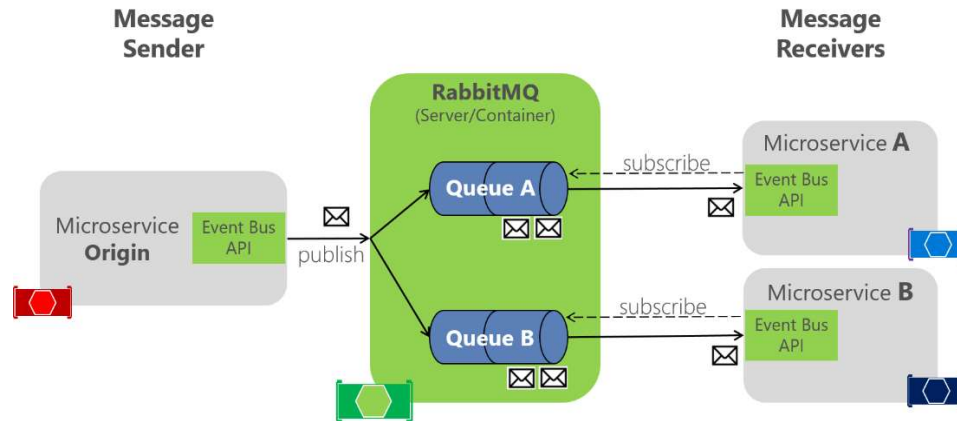 Message
Sender
Message
Receivers
RabbitMQ
(Server/Container)
Microservice
Origin
Event Bus
API
publish
Queue A
Queue B
subscribe
subscribe
Microservice A
Event Bus
API
Microservice B
Event Bus
API